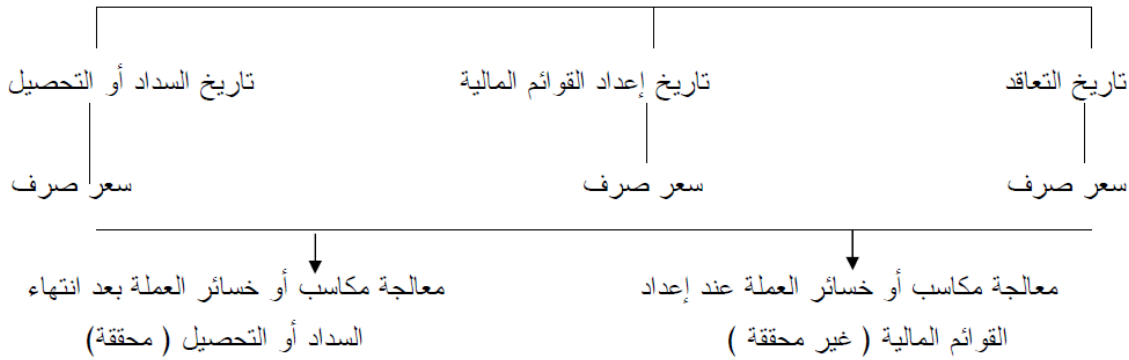 تاريخ التعاقد
تاريخ إعداد القوائم المالية
تاريخ السداد أو التحصيل
سعر صرف
سعر صرف
سعر صرف
معالجة مكاسب أو خسائر العملة عند إعداد
القوائم المالية ( غير محققة )
معالجة مكاسب أو خسائر العملة بعد انتهاء
السداد أو التحصيل ( محققة)